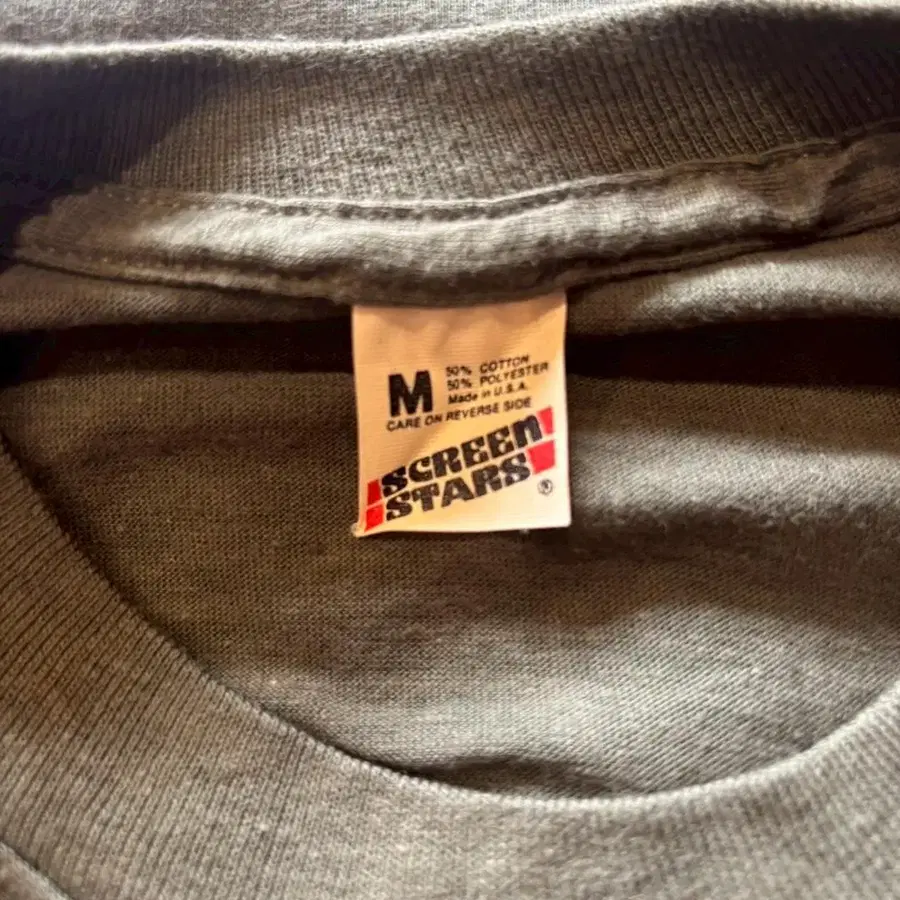 M
50% COTTON
50% POLYESTER
Made in U.S.A.
CARE ON REVERSE SIDE
SCREEN
STARS ®